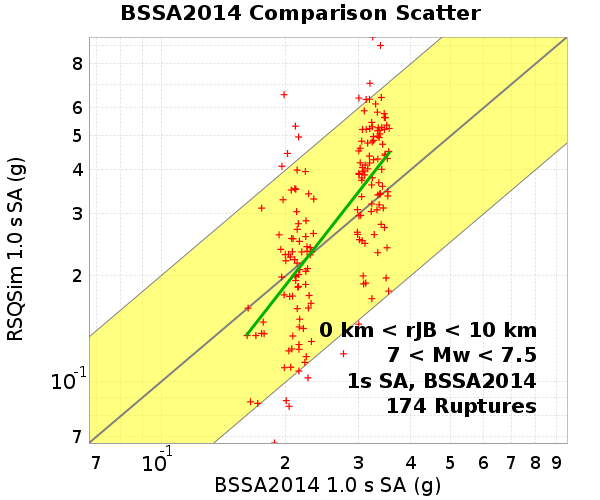 BSSA2014 Comparison Scatter
RSQSim 1.0 s SA (g)
8
6
5
4
3
2
10⁻¹
7
0 km < rJB < 10 km
7 < Mw < 7.5
1s SA, BSSA2014
174 Ruptures
7 10⁻¹ 2 3 4 5 6 7 8 9
BSSA2014 1.0 s SA (g)